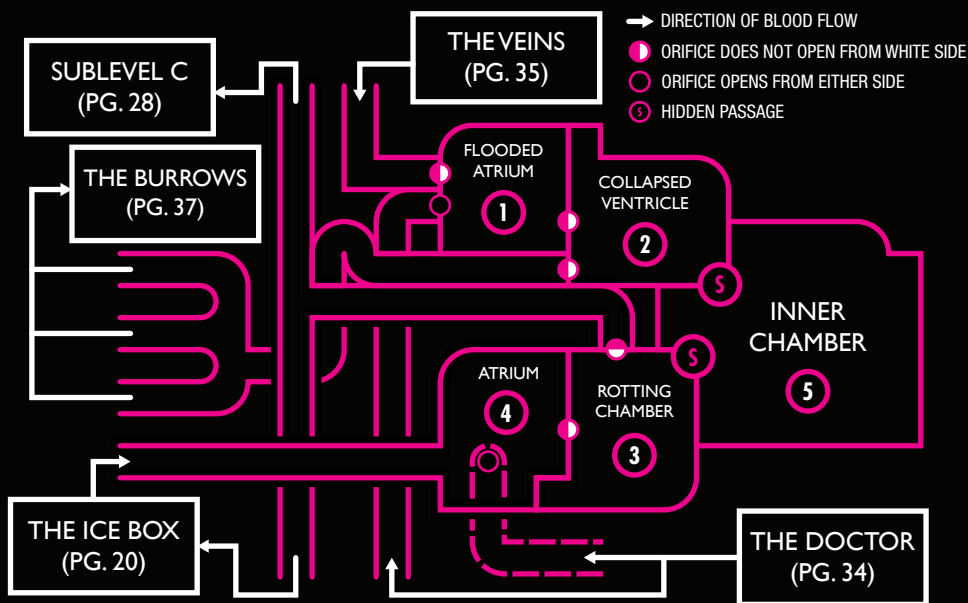 SUBLEVEL C
(PG. 28)
THE VEINS
(PG. 35)
DIRECTION OF BLOOD FLOW
ORIFICE DOES NOT OPEN FROM WHITE SIDE
ORIFICE OPENS FROM EITHER SIDE
S HIDDEN PASSAGE
THE BURROWS
(PG. 37)
FLOODED
ATRIUM
1
COLLAPSED
VENTRICLE
2
S
INNER
CHAMBER
5
S
ATRIUM
4
ROTTING
CHAMBER
3
THE ICE BOX
(PG. 20)
THE DOCTOR
(PG. 34)